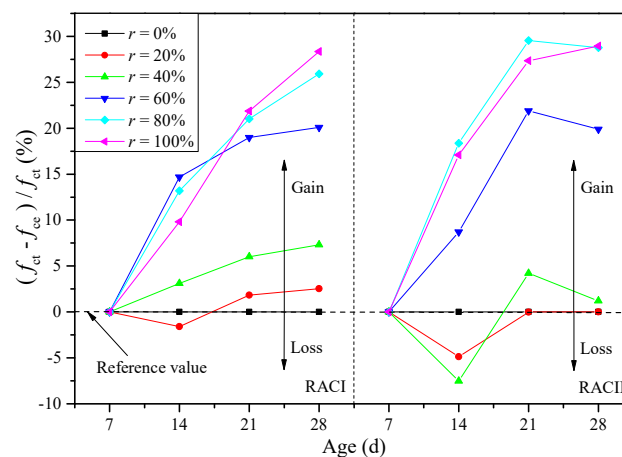 r = 0%
r = 20%
r = 40%
r = 60%
r = 80%
r = 100%
30
25
20
15
10
5
0
-5
-10
(f_ct - f_cc) / f_ct (%)
Gain
Gain
Loss
Loss
Reference value
RACI
RACII
7 14 21 28 7 14 21 28
Age (d)